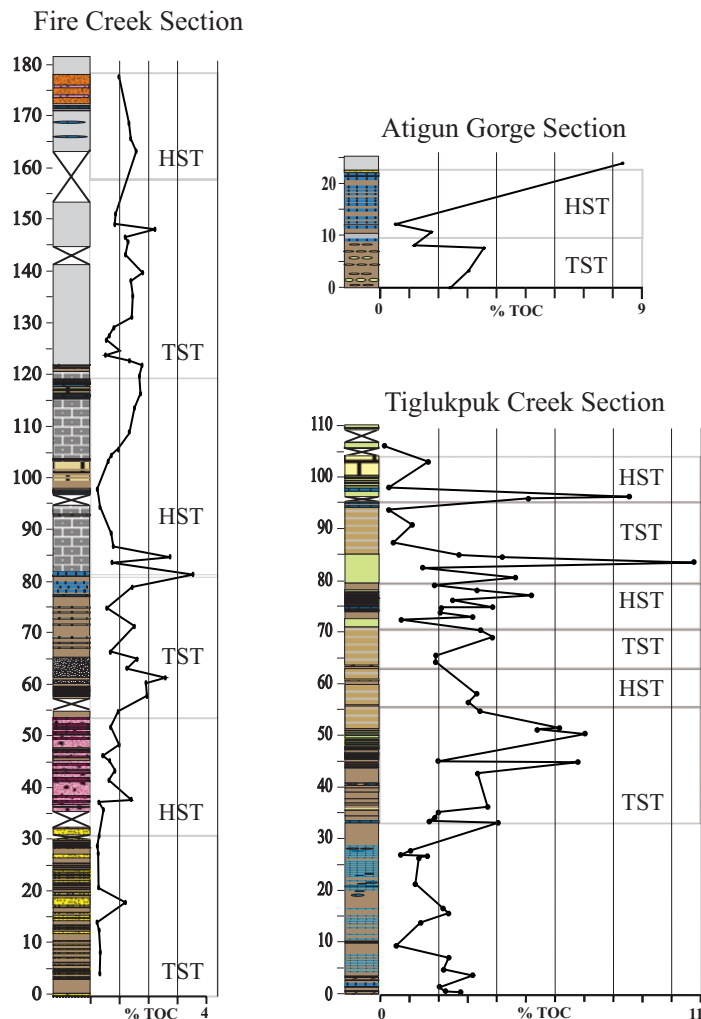 Fire Creek Section
180
170
160
150
140
130
120
110
100
90
80
70
60
50
40
30
20
10
0
HST
TST
HST
TST
HST
TST
% TOC 4
Atigun Gorge Section
20
10
0
HST
TST
0 % TOC 9
Tiglukpuk Creek Section
110
100
90
80
70
60
50
40
30
20
10
0
HST
TST
HST
TST
HST
TST
0 % TOC 11